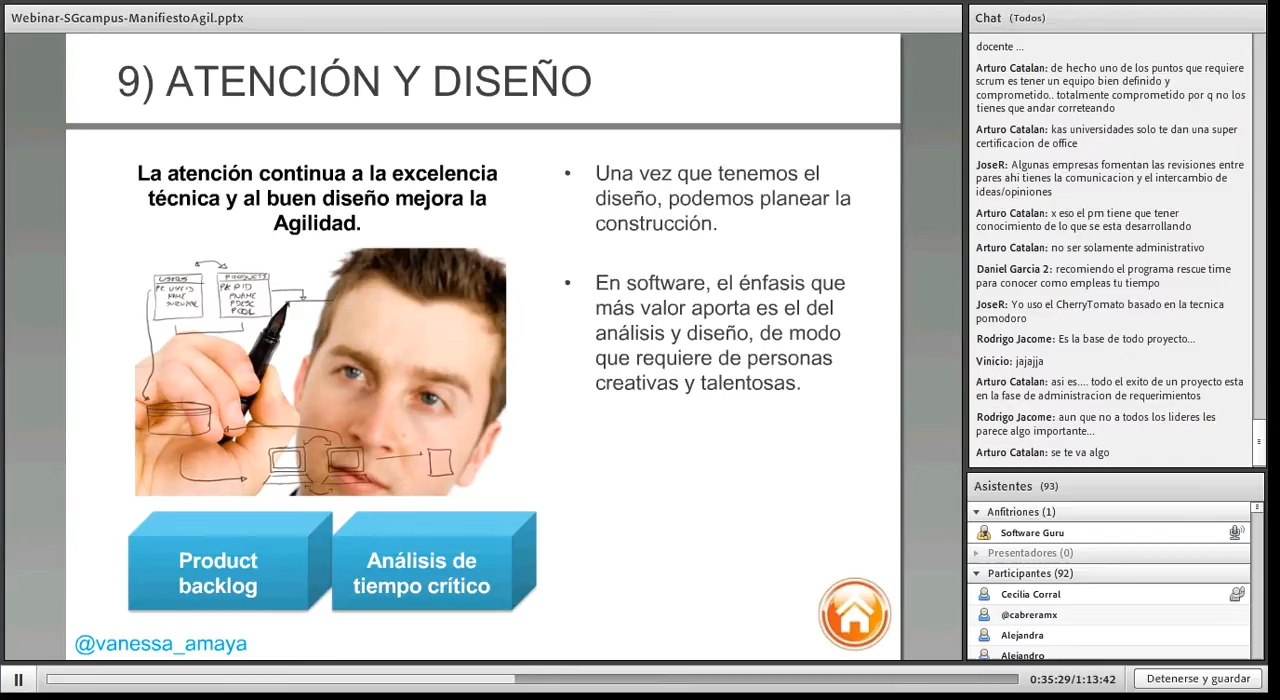 Webinar-SGcampus-ManifiestoAgil.pptx
9) ATENCIÓN Y DISEÑO
La atención continua a la excelencia
técnica y al buen diseño mejora la
Agilidad.
USERS
PRODUCTS
PK UYEID
NAME
SURNAME
PK PID
PNAME
PDESC
PCOL
• Una vez que tenemos el
diseño, podemos planear la
construcción.
• En software, el énfasis que
más valor aporta es el del
análisis y diseño, de modo
que requiere de personas
creativas y talentosas.
Product
backlog
Análisis de
tiempo crítico
@vanessa_amaya
Chat (Todos)
docente ...
Arturo Catalan: de hecho uno de los puntos que requiere
scrum es tener un equipo bien definido y
comprometido.. totalmente comprometido por q no los
tienes que andar correteando
Arturo Catalan: kas universidades solo te dan una super
certificacion de office
JoseR: Algunas empresas fomentan las revisiones entre
pares ahi tienes la comunicacion y el intercambio de
ideas/opiniones
Arturo Catalan: x eso el pm tiene que tener
conocimiento de lo que se esta desarrollando
Arturo Catalan: no ser solamente administrativo
Daniel Garcia 2: recomiendo el programa rescue time
para conocer como empleas tu tiempo
JoseR: Yo uso el CherryTomato basado en la tecnica
pomodoro
Rodrigo Jacome: Es la base de todo proyecto...
Vinicio: jajajja
Arturo Catalan: asi es.... todo el exito de un proyecto esta
en la fase de administracion de requerimientos
Rodrigo Jacome: aun que no a todos los lideres les
parece algo importante...
Arturo Catalan: se te va algo
Asistentes (93)
Anfitriones (1)
Software Guru
Presentadores (0)
Participantes (92)
Cecilia Corral
@cabreramx
Alejandra
Alejandro
0:35:29/1:13:42
Detenerse y guardar